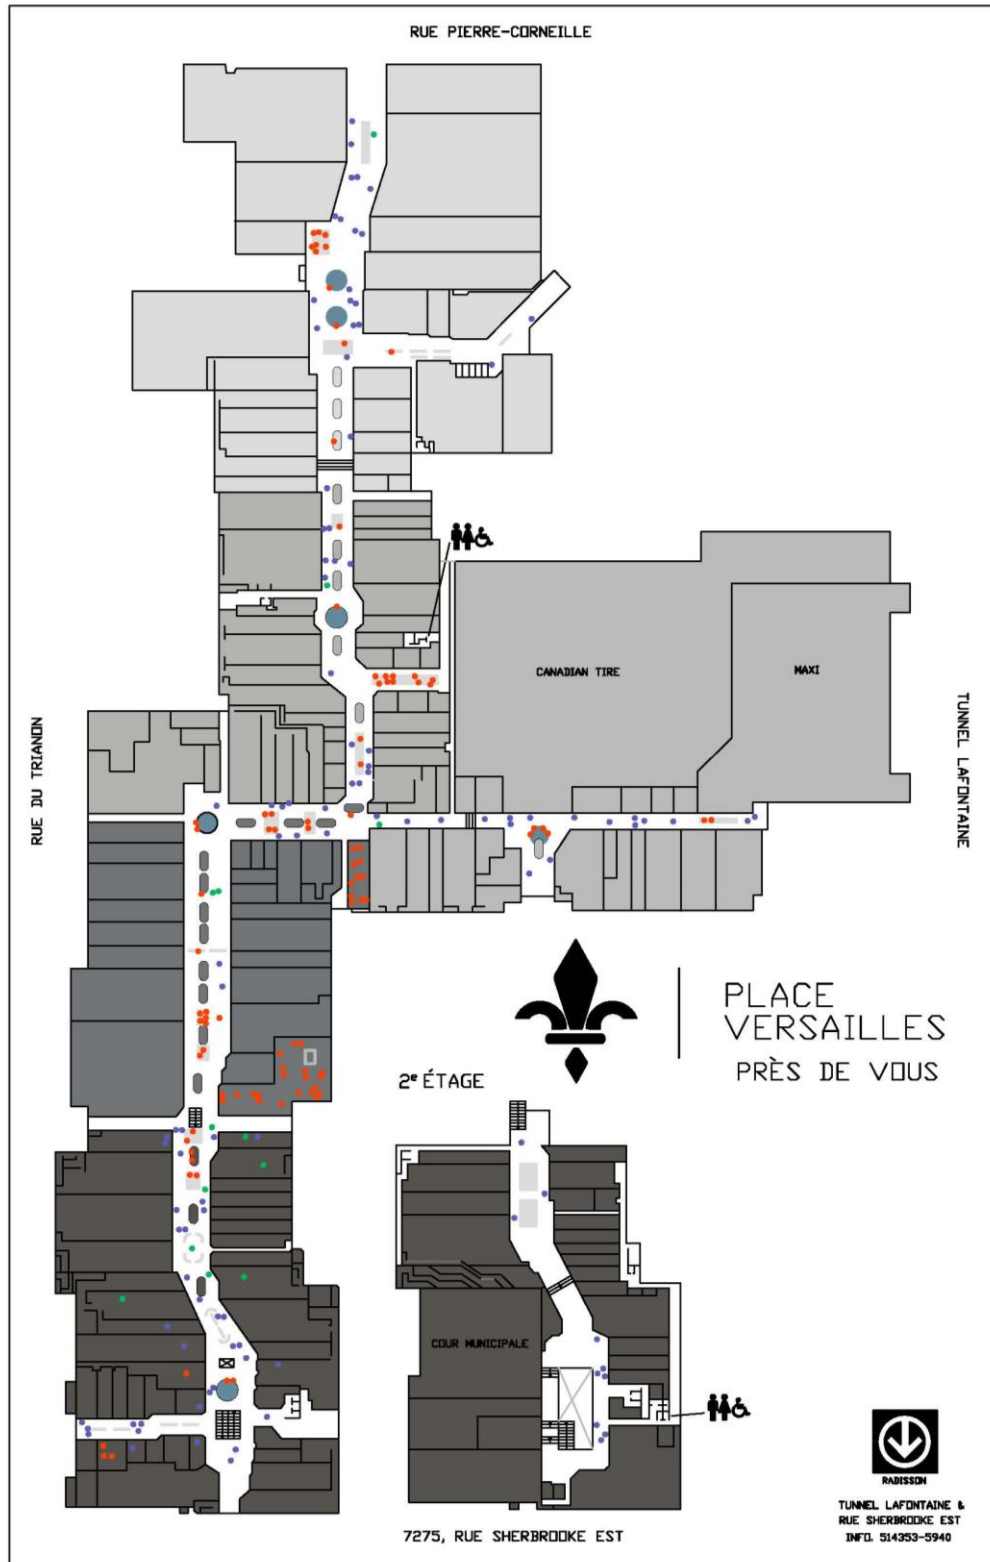 RUE PIERRE-CORNEILLE
CANADIAN TIRE
MAXI
RUE DU TRIANON
TUNNEL LAFONTAINE
PLACE
VERSAILLES
PRÈS DE VOUS
2e ÉTAGE
COUR MUNICIPALE
RADISSON
TUNNEL LAFONTAINE &
RUE SHERBROOKE EST
INFO. 514353-5940
7275, RUE SHERBROOKE EST